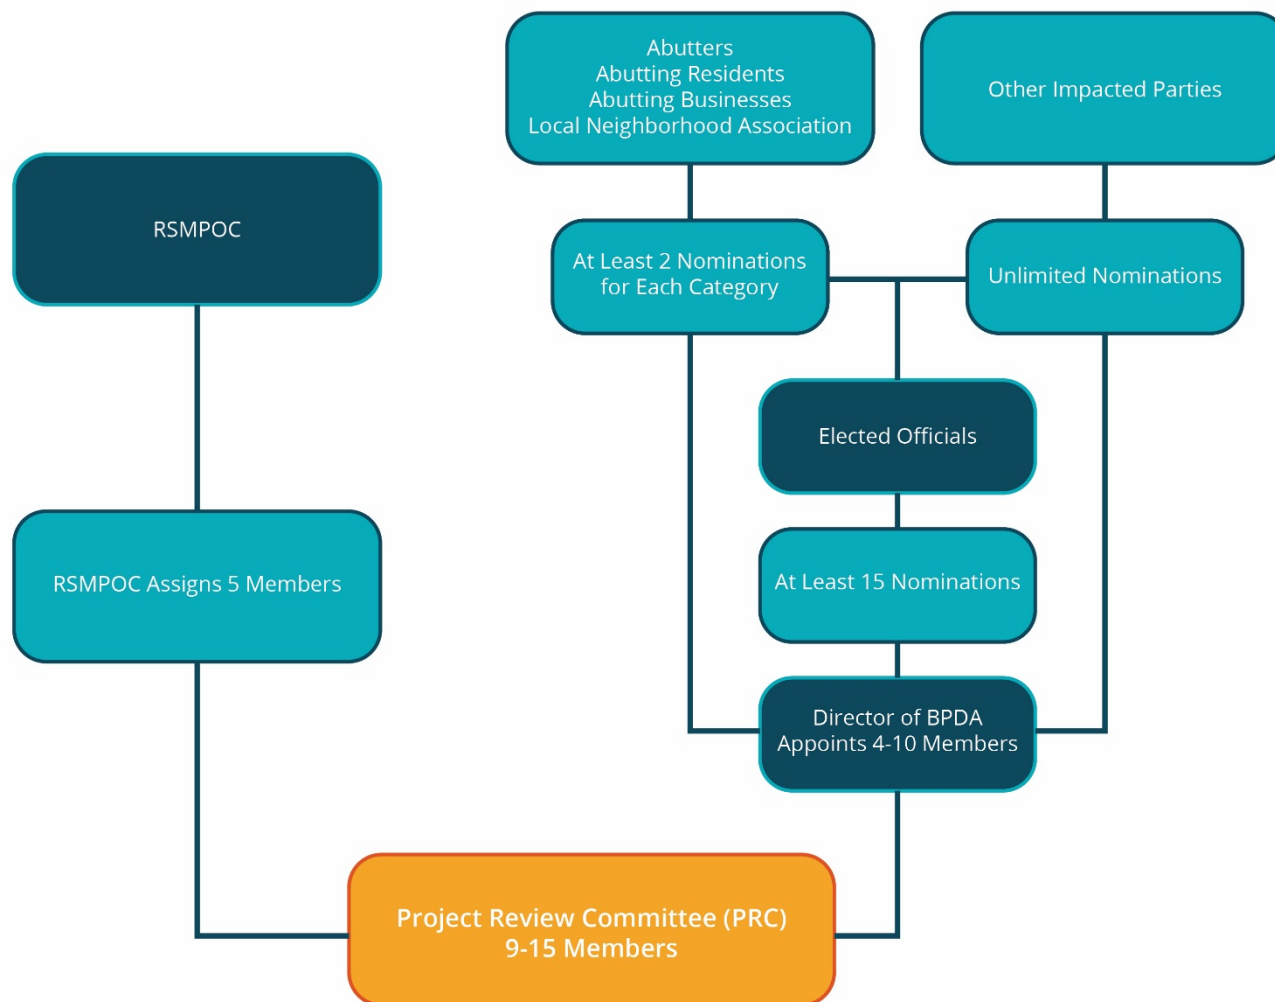 Abutters
Abutting Residents
Abutting Businesses
Local Neighborhood Association
Other Impacted Parties
RSMPOC
At Least 2 Nominations
for Each Category
Unlimited Nominations
Elected Officials
RSMPOC Assigns 5 Members
At Least 15 Nominations
Director of BPDA
Appoints 4-10 Members
Project Review Committee (PRC)
9-15 Members